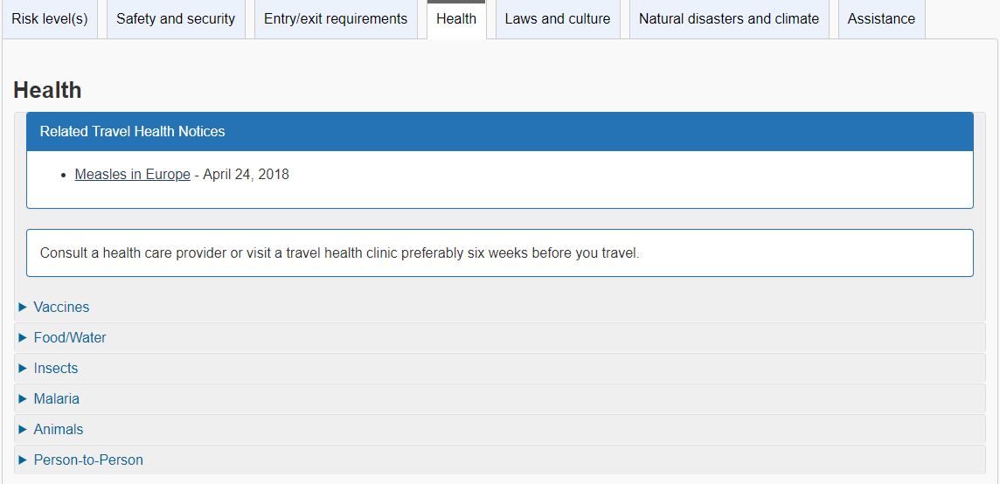 Risk level(s) Safety and security Entry/exit requirements Health Laws and culture Natural disasters and climate Assistance
Health
Related Travel Health Notices
• Measles in Europe - April 24, 2018
Consult a health care provider or visit a travel health clinic preferably six weeks before you travel.
Vaccines
Food/Water
Insects
Malaria
Animals
Person-to-Person